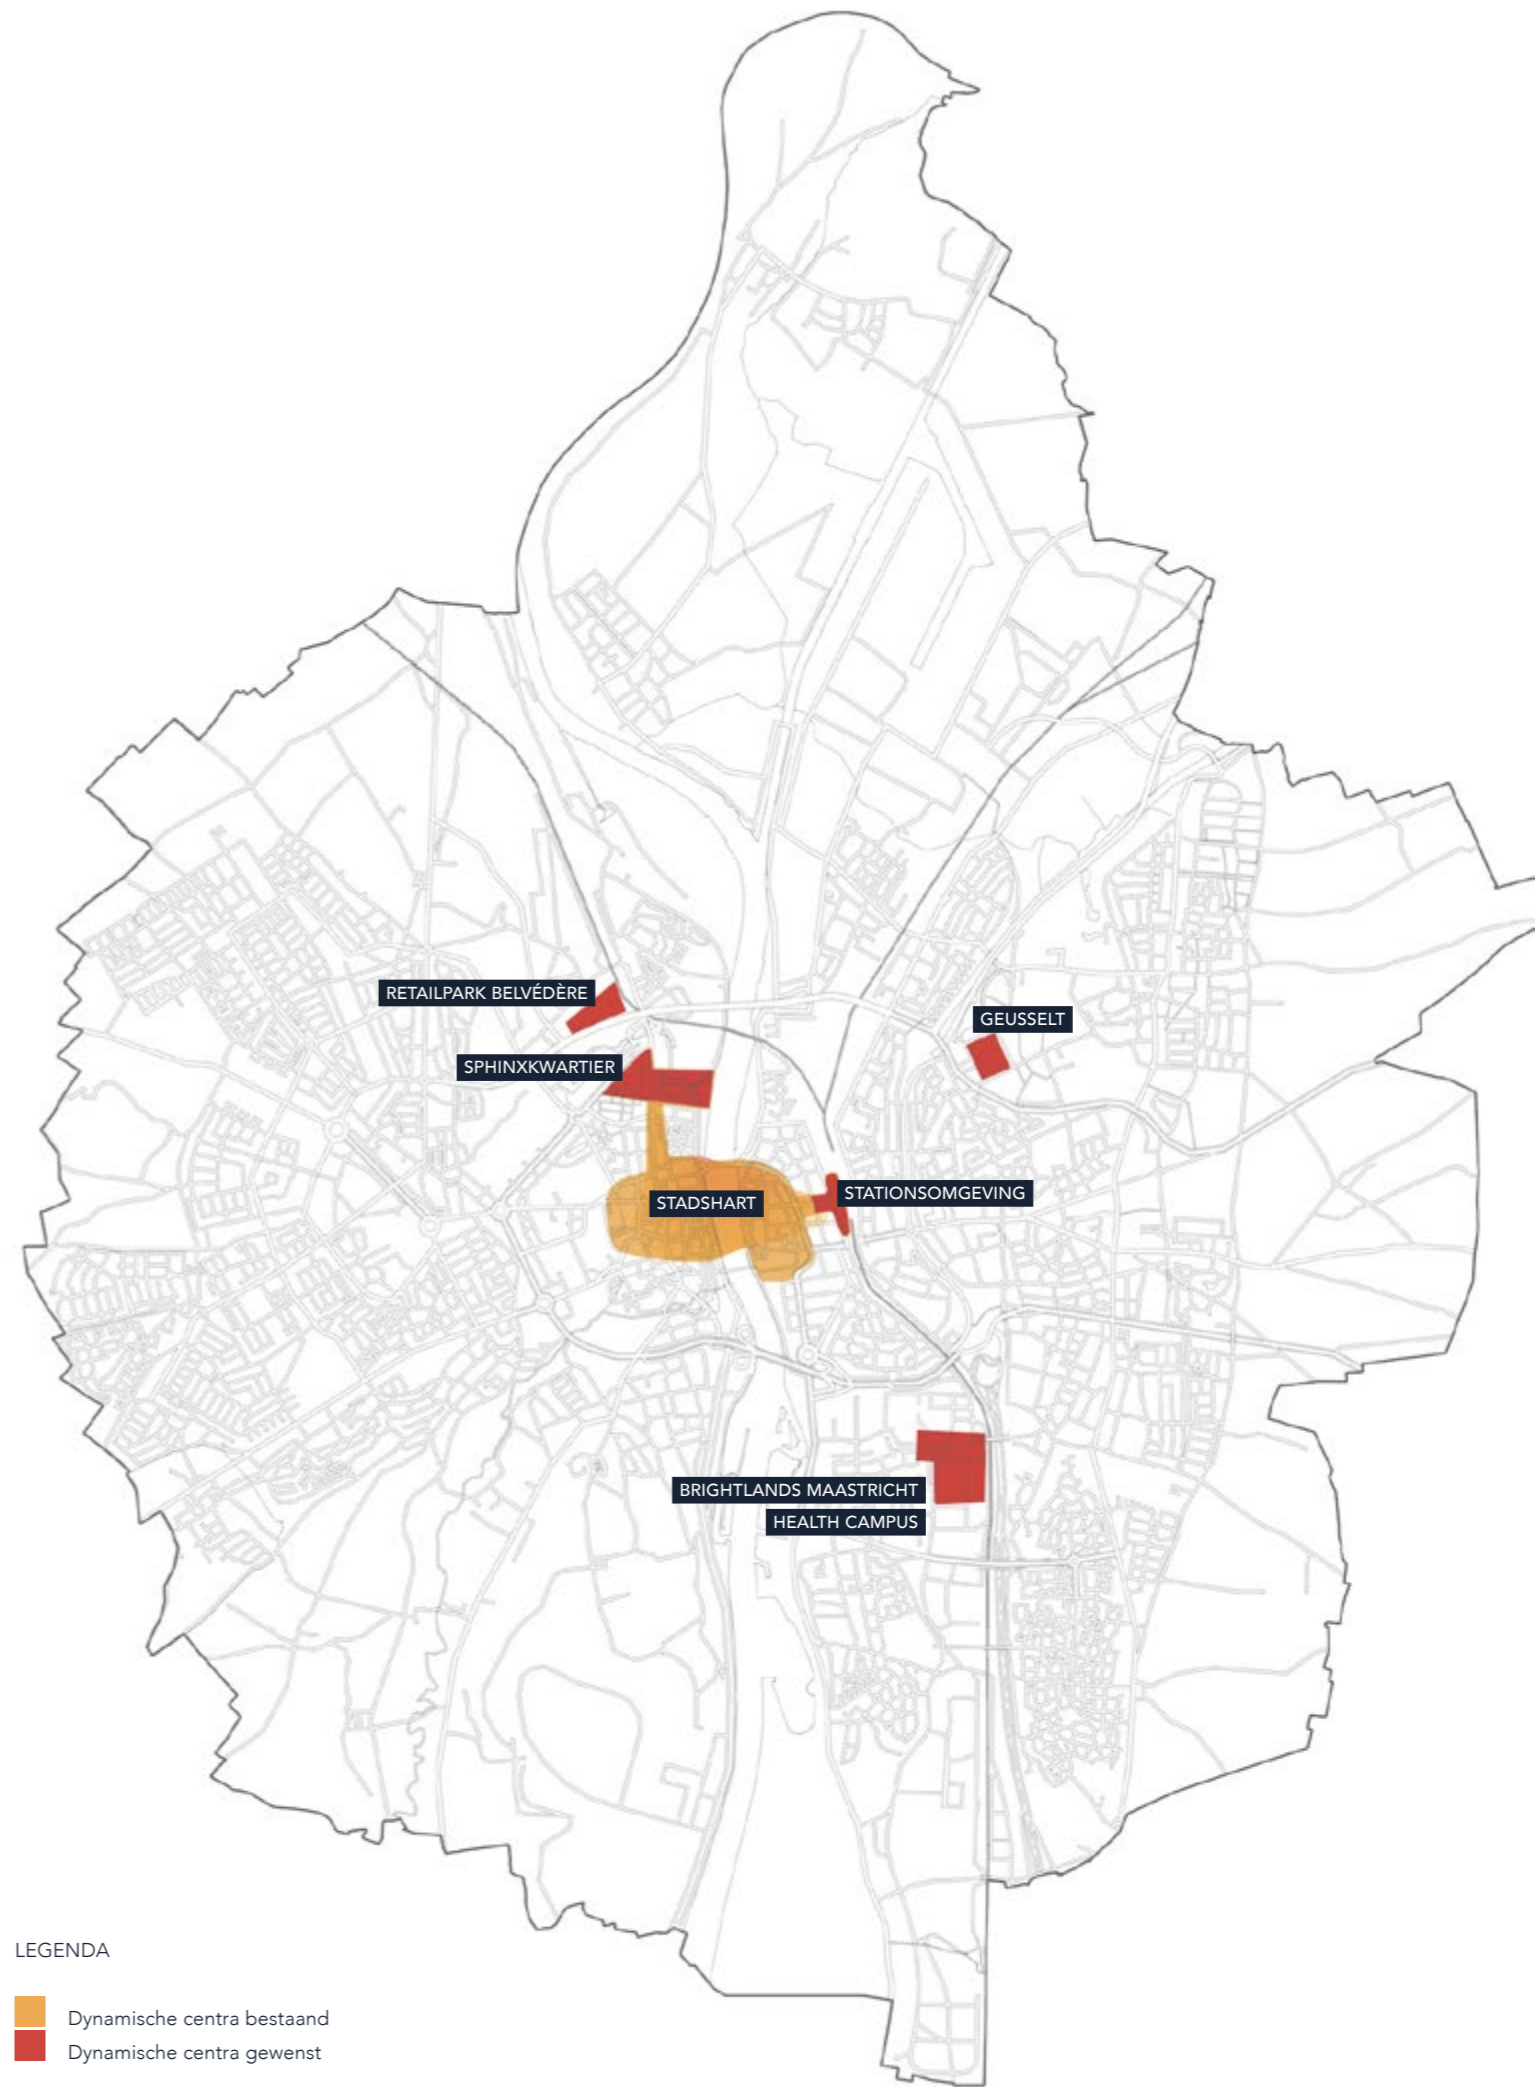 RETAILPARK BELVÉDÈRE
GEUSSELT
SPHINXKWARTIER
STATIONSOMGEVING
STADSHART
BRIGHTLANDS MAASTRICHT
HEALTH CAMPUS
LEGENDA
Dynamische centra bestaand
Dynamische centra gewenst